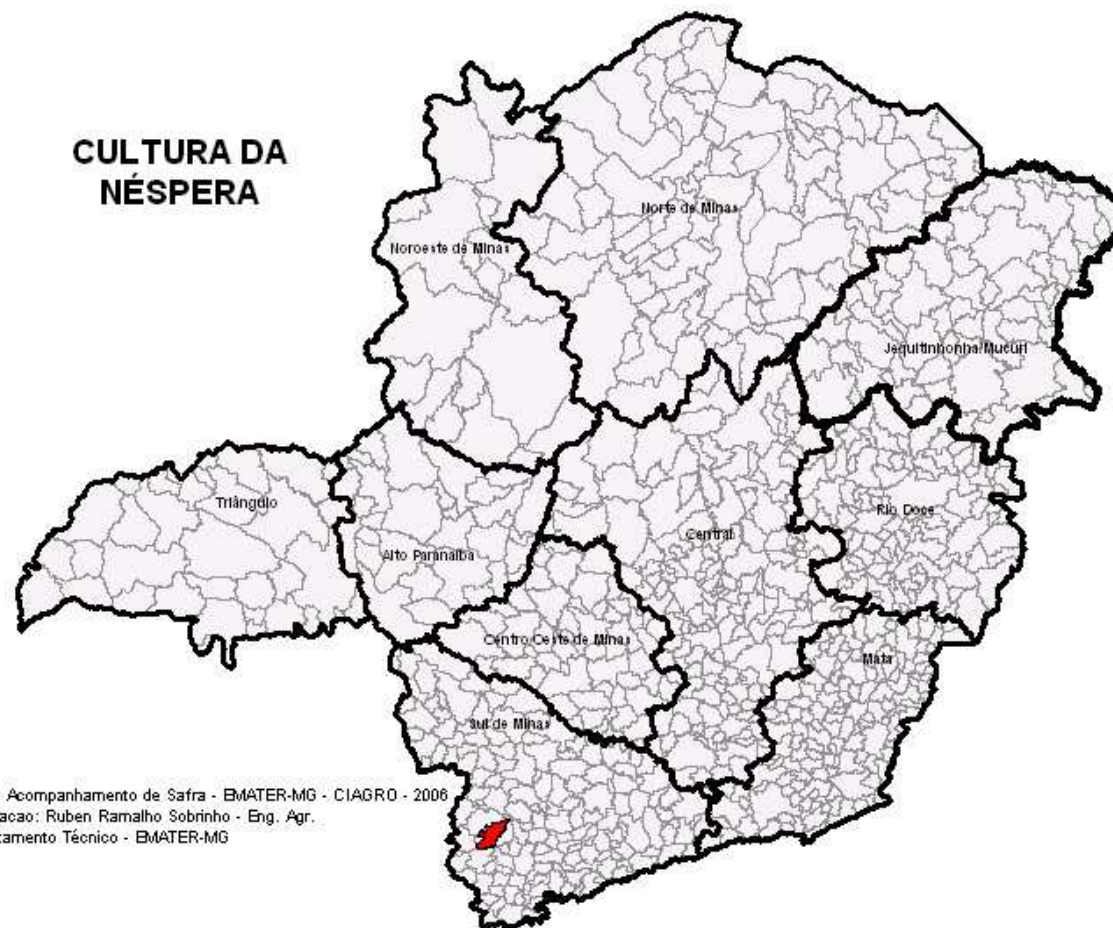 CULTURA DA
NÉSPERA
Norte de Minas
Noroeste de Minas
Jequitinhonha/Mucuri
Triângulo
Rio Doce
Central
Alto Paranaíba
Centro Oeste de Minas
Mata
Sul de Minas
Acompanhamento de Safra - EMATER-MG - CIAGRO - 2006
acao: Ruben Ramalho Sobrinho - Eng. Agr.
tamento Técnico - EMATER-MG